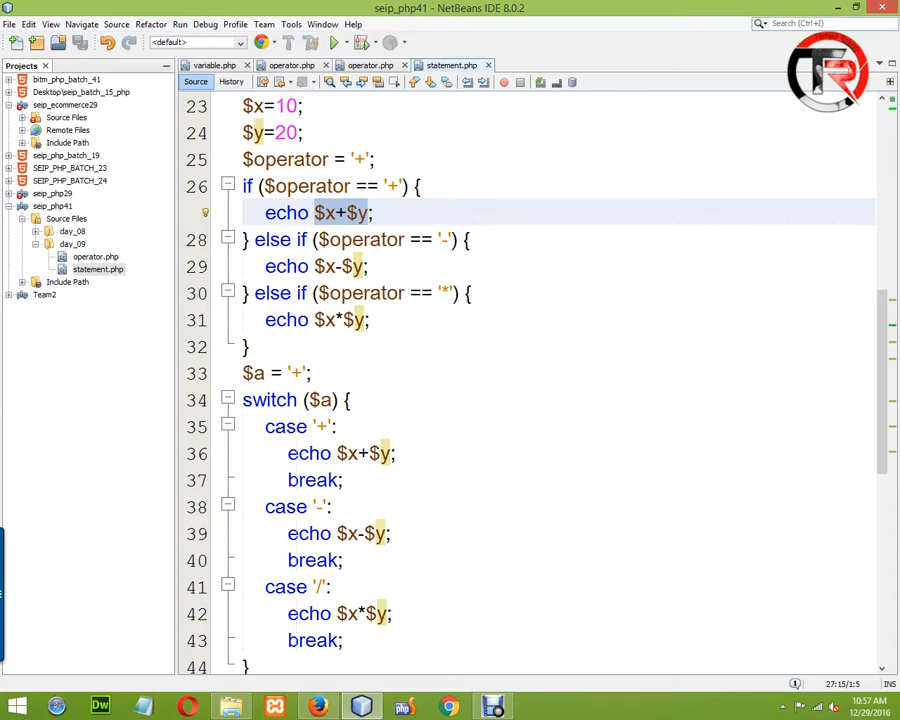 seip_php41 - NetBeans IDE 8.0.2
File Edit View Navigate Source Refactor Run Debug Profile Team Tools Window Help
Search (Ctrl+I)
<default>
Projects
variable.php operator.php operator.php statement.php
Source History
bitm_php_batch_41
Desktop\seip_batch_15_php
seip_ecommerce29
Source Files
Remote Files
Include Path
seip_php_batch_19
SEIP_PHP_BATCH_23
SEIP_PHP_BATCH_24
seip_php29
seip_php41
Source Files
day_08
day_09
operator.php
statement.php
Include Path
Team2
23 $x=10;
24 $y=20;
25 $operator = '+';
26 if ($operator == '+') {
echo $x+$y;
28 } else if ($operator == '-') {
29 echo $x-$y;
30 } else if ($operator == '*') {
31 echo $x*$y;
32 }
33 $a = '+';
34 switch ($a) {
35 case '+':
36 echo $x+$y;
37 break;
38 case '-':
39 echo $x-$y;
40 break;
41 case '/':
42 echo $x*$y;
43 break;
44 }
27:15/1:5 INS
Dw
php
10:57 AM
12/29/2016
TR